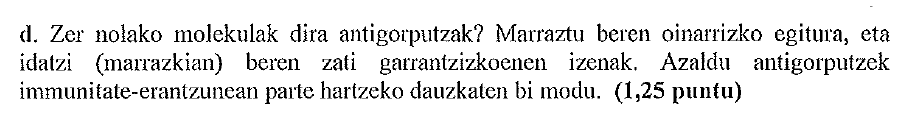 d. Zer nolako molekulak dira antigorputzak? Marraztu beren oinarrizko egitura, eta
idatzi (marrazkian) beren zati garrantzizkoenen izenak. Azaldu antigorputzek
immunitate-erantzunean parte hartzeko dauzkaten bi modu. (1,25 puntu)